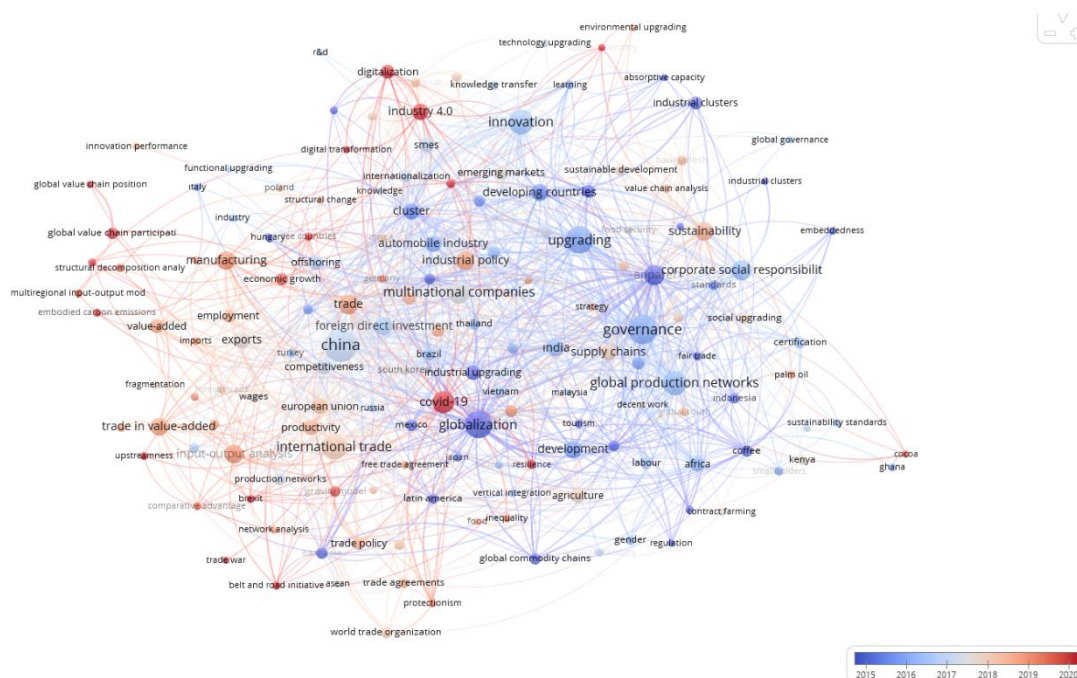 environmental upgrading
technology upgrading
r&d
digitalization
knowledge transfer
learning
absorptive capacity
industrial clusters
industry 4.0
innovation
global governance
innovation performance
digital transformation
smes
functional upgrading
internationalization
emerging markets
sustainable development
bangladesh
global value chain position
italy
poland
knowledge
developing countries
value chain analysis
industrial clusters
structural change
industry
cluster
global value chain participati
hungary
automobile industry
upgrading
food security
sustainability
embeddedness
manufacturing
offshoring
industrial policy
structural decomposition analy
economic growth
germany
corporate social responsibilit
standards
multiregional input-output mod
multinational companies
embodied carbon emissions
trade
strategy
value-added
employment
foreign direct investment
thailand
governance
social upgrading
imports
exports
china
turkey
brazil
india
supply chains
fair trade
certification
competitiveness
south korea
industrial upgrading
palm oil
fragmentation
wages
vietnam
malaysia
global production networks
european union
russia
covid-19
decent work
indonesia
trade in value-added
productivity
mexico
globalization
tourism
sustainability standards
upstreamness
input-output analysis
international trade
japan
development
coffee
free trade agreement
resilience
labour
africa
kenya
cocoa
ghana
smallholders
production networks
brexit
gravity model
latin america
vertical integration
agriculture
comparative advantage
contract farming
network analysis
food
inequality
trade policy
gender
regulation
trade war
global commodity chains
belt and road initiative
asean
trade agreements
protectionism
world trade organization
2015
2016
2017
2018
2019
2020